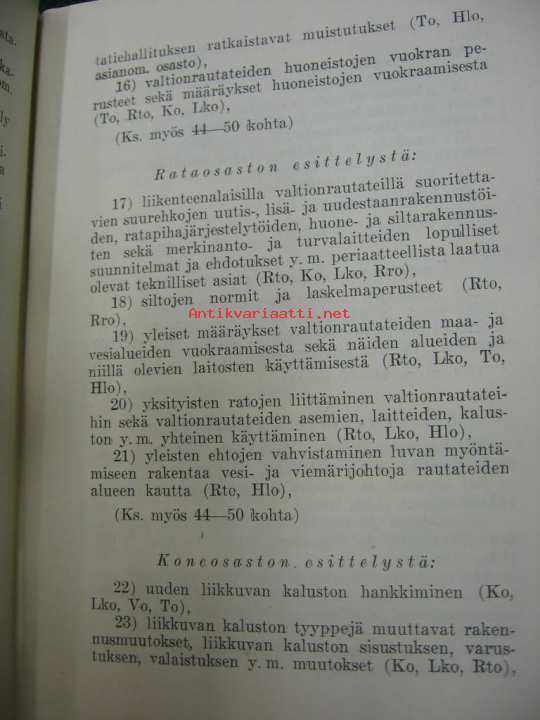 tatiehallituksen ratkaistavat muistutukset (To, Hlo,
asianom. osasto),
16) valtionrautateiden huoneistojen vuokran pe-
rusteet sekä määräykset huoneistojen vuokraamisesta
(To, Rto, Ko, Lko),
(Ks. myös 44—50 kohta)
Rataosaston esittelystä:
17) liikenteenalaisilla valtionrautateillä suoritetta-
vien suurehkojen uutis-, lisä- ja uudestaanrakennustöi-
den, ratapihajärjestelytöiden, huone- ja siltarakennus-
ten sekä merkinanto- ja turvalaitteiden lopulliset
suunnitelmat ja ehdotukset y. m. periaatteellista laatua
olevat teknilliset asiat (Rto, Ko, Lko, Rro),
18) siltojen normit ja laskelmaperusteet (Rto,
Rro),
Antikvariaatti.net
19) yleiset määräykset valtionrautateiden maa- ja
vesialueiden vuokraamisesta sekä näiden alueiden ja
niillä olevien laitosten käyttämisestä (Rto, Lko, To,
Hlo),
20) yksityisten ratojen liittäminen valtionrautatei-
hin sekä valtionrautateiden asemien, laitteiden, kalus-
ton y. m. yhteinen käyttäminen (Rto, Lko, Hlo),
21) yleisten ehtojen vahvistaminen luvan myöntä-
miseen rakentaa vesi- ja viemärijohtoja rautateiden
alueen kautta (Rto, Hlo),
(Ks. myös 44—50 kohta)
Koneosaston esittelystä:
22) uuden liikkuvan kaluston hankkiminen (Ko,
Lko, Vo, To),
23) liikkuvan kaluston tyyppejä muuttavat raken-
nusmuutokset, liikkuvan kaluston sisustuksen, varus-
tuksen, valaistuksen y. m. muutokset (Ko, Lko, Rto),